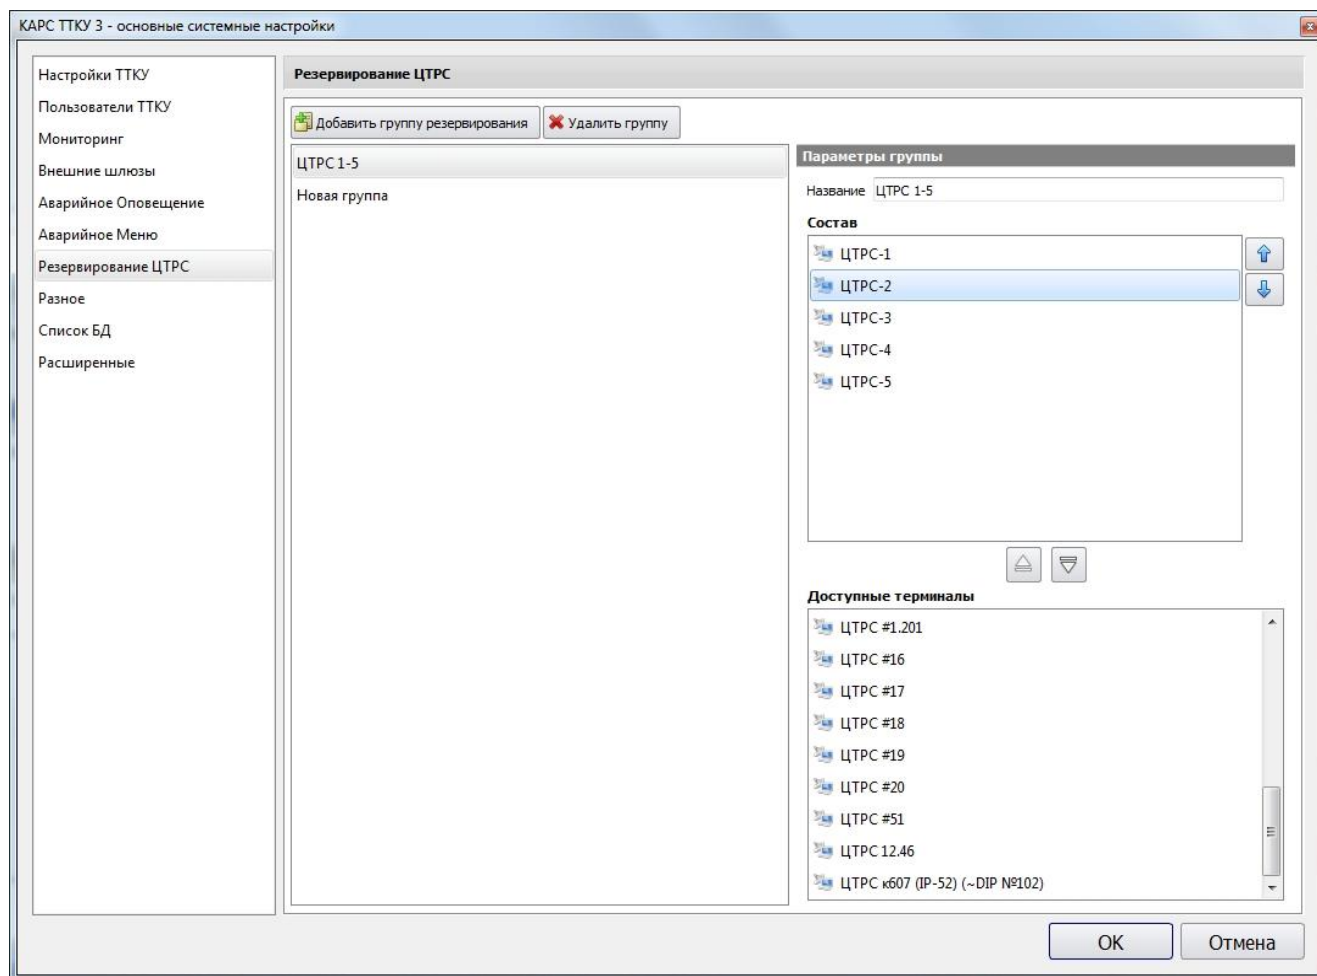 КАРС ТТКУ 3 - основные системные настройки
Настройки ТТКУ
Пользователи ТТКУ
Мониторинг
Внешние шлюзы
Аварийное Оповещение
Аварийное Меню
Резервирование ЦТРС
Разное
Список БД
Расширенные
Резервирование ЦТРС
Добавить группу резервирования
Удалить группу
ЦТРС 1-5
Новая группа
Параметры группы
Название ЦТРС 1-5
Состав
ЦТРС-1
ЦТРС-2
ЦТРС-3
ЦТРС-4
ЦТРС-5
Доступные терминалы
ЦТРС #1.201
ЦТРС #16
ЦТРС #17
ЦТРС #18
ЦТРС #19
ЦТРС #20
ЦТРС #51
ЦТРС 12.46
ЦТРС к607 (IP-52) (~DIP №102)
ОК
Отмена